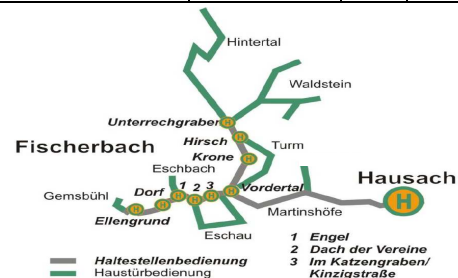 Hintertal
Waldstein
Unterrechgraben
Hirsch
Turm
Krone
Fischerbach
Eschbach
Hausach
Gemsbühl
Dorf
1
2
3
Vordertal
H
Martinshöfe
Ellengrund
Eschau
1 Engel
2 Dach der Vereine
3 Im Katzengraben/
Kinzigstraße
Haltestellenbedienung
Haustürbedienung